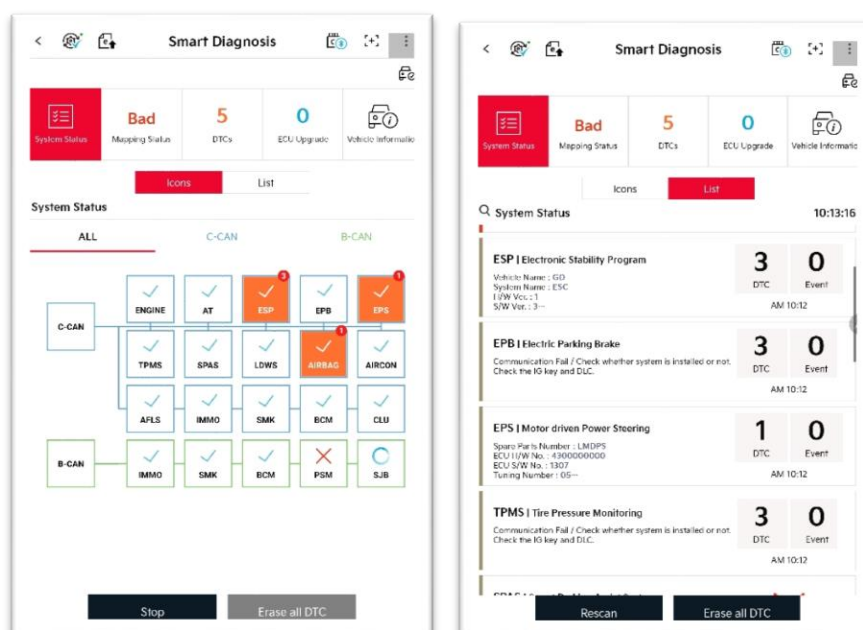 Smart Diagnosis
System Status
Bad
Mapping Status
5
DTCs
0
ECU Upgrade
Vehicle Informatic
Icons
List
System Status
ALL
C-CAN
B-CAN
C-CAN
ENGINE
AT
3
ESP
EPB
1
EPS
TPMS
SPAS
LDWS
1
AIRBAG
AIRCON
AFLS
IMMO
SMK
BCM
CLU
B-CAN
IMMO
SMK
BCM
PSM
SJB
Stop
Erase all DTC
Smart Diagnosis
System Status
Bad
Mapping Status
5
DTCs
0
ECU Upgrade
Vehicle Informatic
Icons
List
System Status
10:13:16
ESP | Electronic Stability Program
Vehicle Name : GD
System Name : ESC
H/W Ver. : 1
S/W Ver. : 3--
3
DTC
0
Event
AM 10:12
EPB | Electric Parking Brake
Communication Fail / Check whether system is installed or not.
Check the IG key and DLC.
3
DTC
0
Event
AM 10:12
EPS | Motor driven Power Steering
Spare Parts Number : LMDPS
ECU H/W No. : 4300000000
ECU S/W No. : 1307
Tuning Number : 05--
1
DTC
0
Event
AM 10:12
TPMS | Tire Pressure Monitoring
Communication Fail / Check whether system is installed or not.
Check the IG key and DLC.
3
DTC
0
Event
AM 10:12
Rescan
Erase all DTC